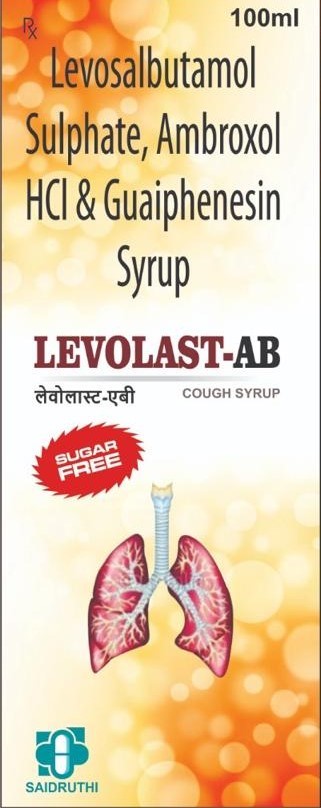 Rx
100ml
Levosalbutamol
Sulphate, Ambroxol
HCl & Guaiphenesin
Syrup
LEVOLAST-AB
लेवोलास्ट-एबी
COUGH SYRUP
SUGAR
FREE
SAIDRUTHI